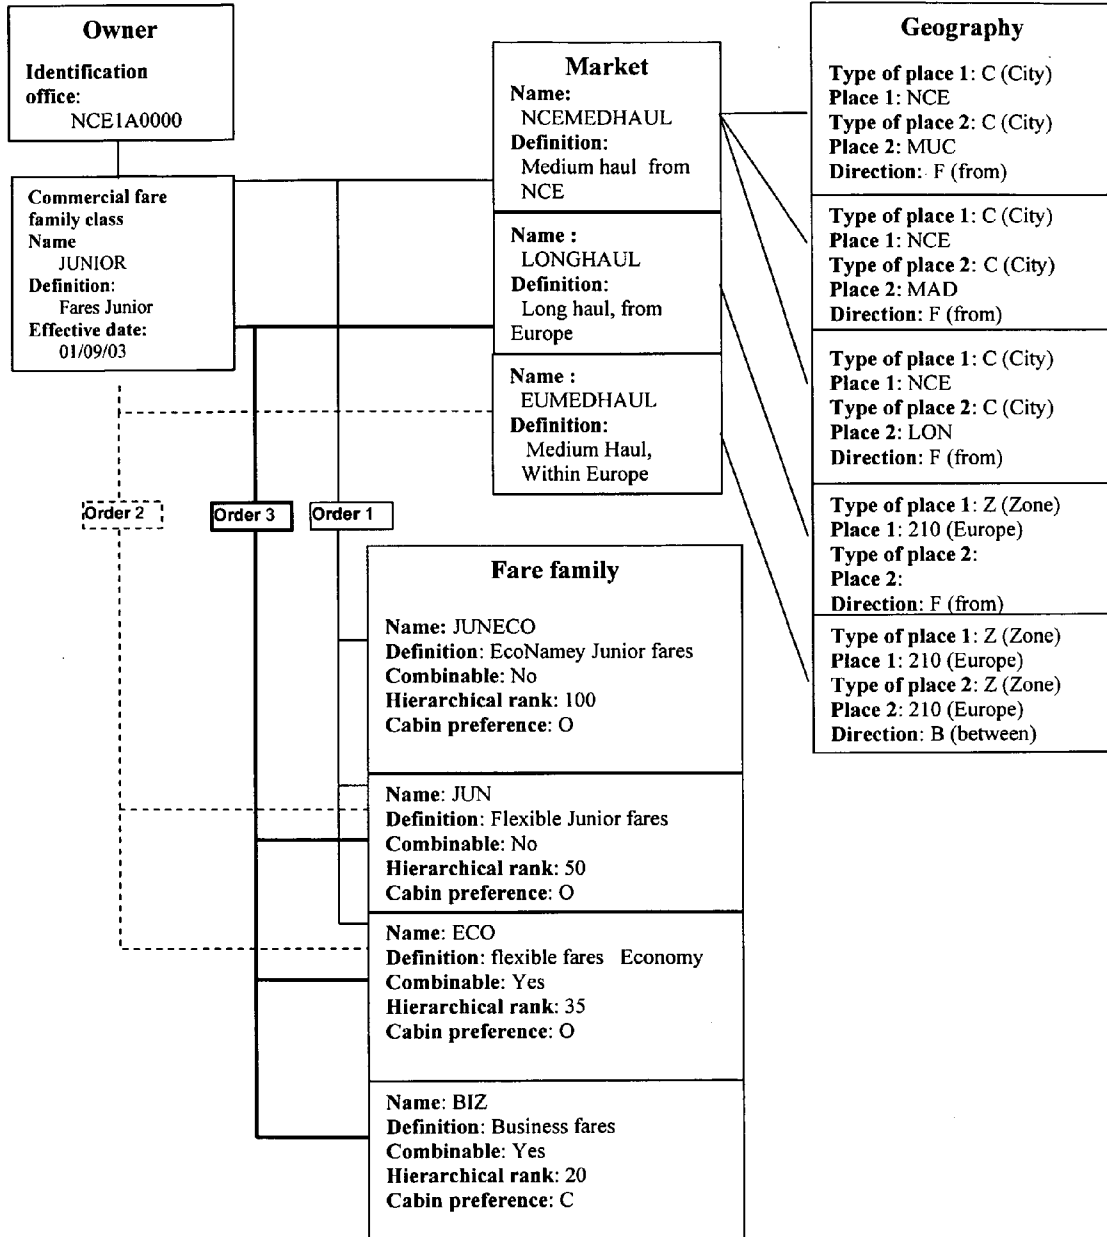 Owner
Identification
office:
NCE1A0000
Commercial fare
family class
Name
JUNIOR
Definition:
Fares Junior
Effective date:
01/09/03
Market
Name:
NCEMEDHAUL
Definition:
Medium haul from
NCE
Name :
LONGHAUL
Definition:
Long haul, from
Europe
Name :
EUMEDHAUL
Definition:
Medium Haul,
Within Europe
Geography
Type of place 1: C (City)
Place 1: NCE
Type of place 2: C (City)
Place 2: MUC
Direction: F (from)
Type of place 1: C (City)
Place 1: NCE
Type of place 2: C (City)
Place 2: MAD
Direction: F (from)
Type of place 1: C (City)
Place 1: NCE
Type of place 2: C (City)
Place 2: LON
Direction: F (from)
Type of place 1: Z (Zone)
Place 1: 210 (Europe)
Type of place 2:
Place 2:
Direction: F (from)
Type of place 1: Z (Zone)
Place 1: 210 (Europe)
Type of place 2: Z (Zone)
Place 2: 210 (Europe)
Direction: B (between)
Order 2
Order 3
Order 1
Fare family
Name: JUNECO
Definition: EcoNamey Junior fares
Combinable: No
Hierarchical rank: 100
Cabin preference: O
Name: JUN
Definition: Flexible Junior fares
Combinable: No
Hierarchical rank: 50
Cabin preference: O
Name: ECO
Definition: flexible fares Economy
Combinable: Yes
Hierarchical rank: 35
Cabin preference: O
Name: BIZ
Definition: Business fares
Combinable: Yes
Hierarchical rank: 20
Cabin preference: C